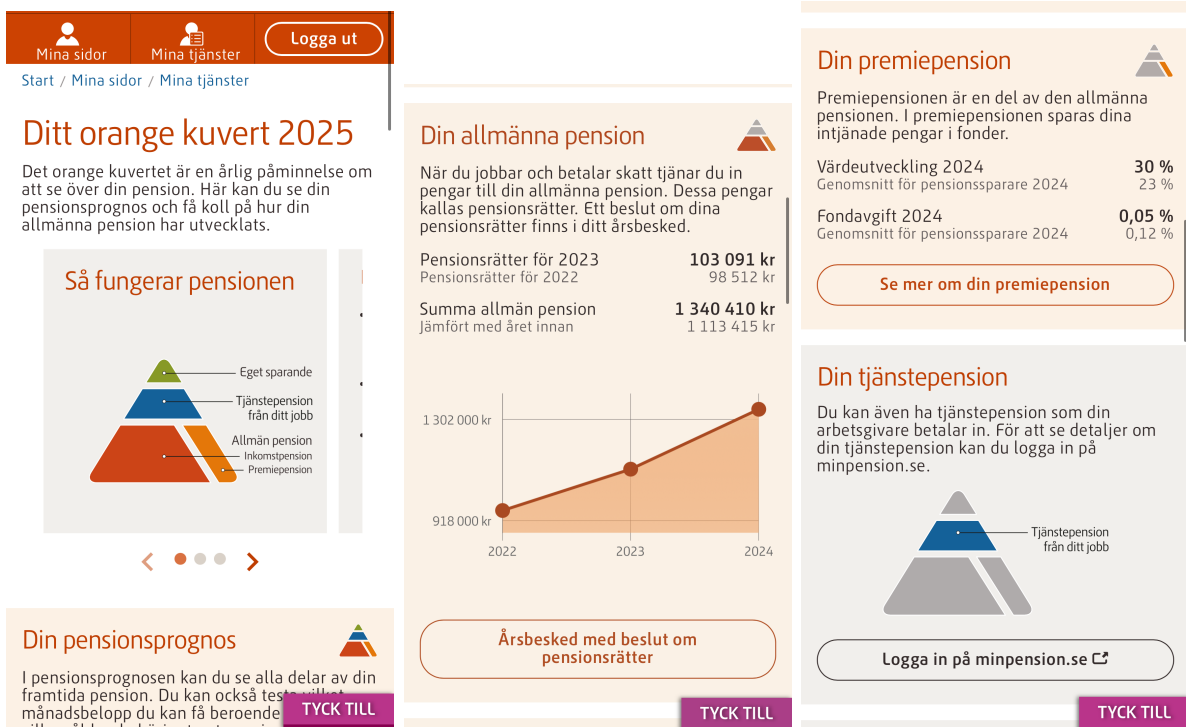 Mina sidor
Mina tjänster
Logga ut
Start / Mina sidor / Mina tjänster
Ditt orange kuvert 2025
Det orange kuvertet är en årlig påminnelse om
att se över din pension. Här kan du se din
pensionsprognos och få koll på hur din
allmänna pension har utvecklats.
Så fungerar pensionen
Eget sparande
Tjänstepension
från ditt jobb
Allmän pension
Inkomstpension
Premiepension
Din pensionsprognos
I pensionsprognosen kan du se alla delar av din
framtida pension. Du kan också testa vilket
månadsbelopp du kan få beroende
TYCK TILL
Din allmänna pension
När du jobbar och betalar skatt tjänar du in
pengar till din allmänna pension. Dessa pengar
kallas pensionsrätter. Ett beslut om dina
pensionsrätter finns i ditt årsbesked.
Pensionsrätter för 2023 103 091 kr
Pensionsrätter för 2022 98 512 kr
Summa allmän pension 1 340 410 kr
Jämfört med året innan 1 113 415 kr
1 302 000 kr
918 000 kr
2022 2023 2024
Årsbesked med beslut om
pensionsrätter
TYCK TILL
Din premiepension
Premiepensionen är en del av den allmänna
pensionen. I premiepensionen sparas dina
intjänade pengar i fonder.
Värdeutveckling 2024 30 %
Genomsnitt för pensionssparare 2024 23 %
Fondavgift 2024 0,05 %
Genomsnitt för pensionssparare 2024 0,12 %
Se mer om din premiepension
Din tjänstepension
Du kan även ha tjänstepension som din
arbetsgivare betalar in. För att se detaljer om
din tjänstepension kan du logga in på
minpension.se.
Tjänstepension
från ditt jobb
Logga in på minpension.se
TYCK TILL